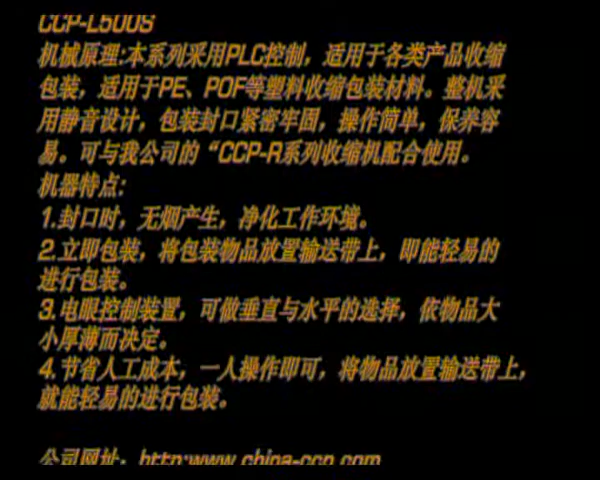 CCP-L500S
机械原理:本系列采用PLC控制，适用于各类产品收缩
包装，适用于PE、POF等塑料收缩包装材料。整机采
用静音设计，包装封口紧密牢固，操作简单，保养容
易。可与我公司的“CCP-R系列收缩机配合使用。
机器特点:
1.封口时，无烟产生，净化工作环境。
2.立即包装，将包装物品放置输送带上，即能轻易的
进行包装。
3.电眼控制装置，可做垂直与水平的选择，依物品大
小厚薄而决定。
4.节省人工成本，一人操作即可，将物品放置输送带上，
就能轻易的进行包装。
公司网址：http:www.china-ccp.com